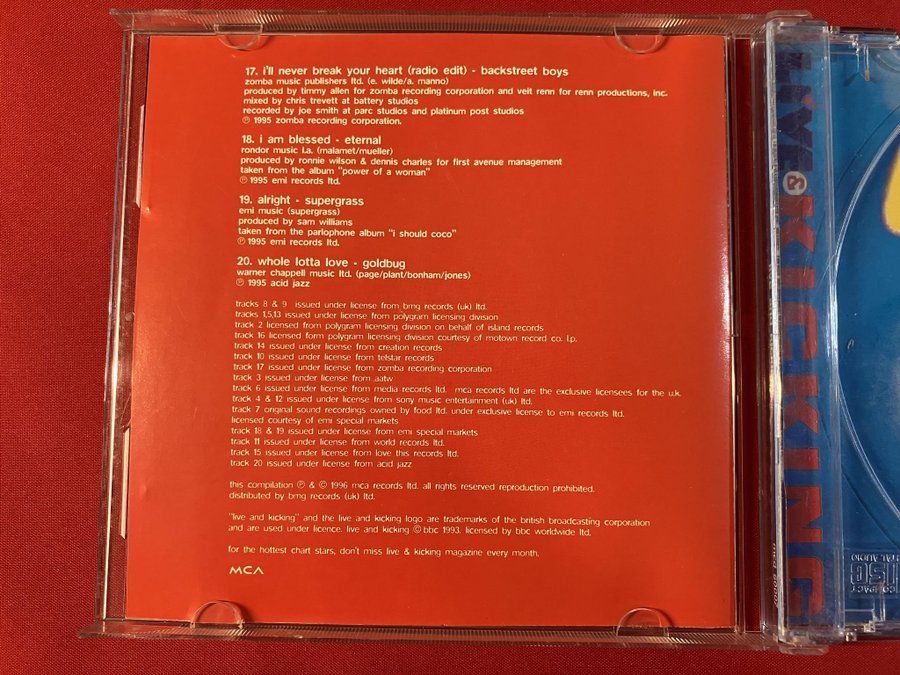 17. i'll never break your heart (radio edit) - backstreet boys
zomba music publishers ltd. (e. wilde/a. manno)
produced by timmy allen for zomba recording corporation and veit renn for renn productions, inc.
mixed by chris trevett at battery studios
recorded by joe smith at parc studios and platinum post studios
℗ 1995 zomba recording corporation.
18. i am blessed - eternal
rondor music l.a. (malamet/mueller)
produced by ronnie wilson & dennis charles for first avenue management
taken from the album "power of a woman"
℗ 1995 emi records ltd.
19. alright - supergrass
emi music (supergrass)
produced by sam williams
taken from the parlophone album "i should coco"
℗ 1995 emi records ltd.
20. whole lotta love - goldbug
warner chappell music ltd. (page/plant/bonham/jones)
℗ 1995 acid jazz
tracks 8 & 9 issued under license from bmg records (uk) ltd.
tracks 1,5,13 issued under license from polygram licensing division
track 2 licensed from polygram licensing division on behalf of island records
track 16 licensed form polygram licensing division courtesy of motown record co. l.p.
track 14 issued under license from creation records
track 10 issued under license from telstar records
track 17 issued under license from zomba recording corporation
track 3 issued under license from aatw
track 6 issued under license from media records ltd. mca records ltd are the exclusive licensees for the u.k.
track 4 & 12 issued under license from sony music entertainment (uk) ltd.
track 7 original sound recordings owned by food ltd. under exclusive license to emi records ltd.
licensed courtesy of emi special markets
track 18 & 19 issued under license from emi special markets
track 11 issued under license from world records ltd.
track 15 issued under license from love this records ltd.
track 20 issued under license from acid jazz
this compilation ℗ & © 1996 mca records ltd. all rights reserved reproduction prohibited.
distributed by bmg records (uk) ltd.
"live and kicking" and the live and kicking logo are trademarks of the british broadcasting corporation
and are used under licence. live and kicking © bbc 1993. licensed by bbc worldwide ltd.
for the hottest chart stars, don't miss live & kicking magazine every month.
MCA
LIVE & KICKING
COMPACT
DISC
DIGITAL AUDIO